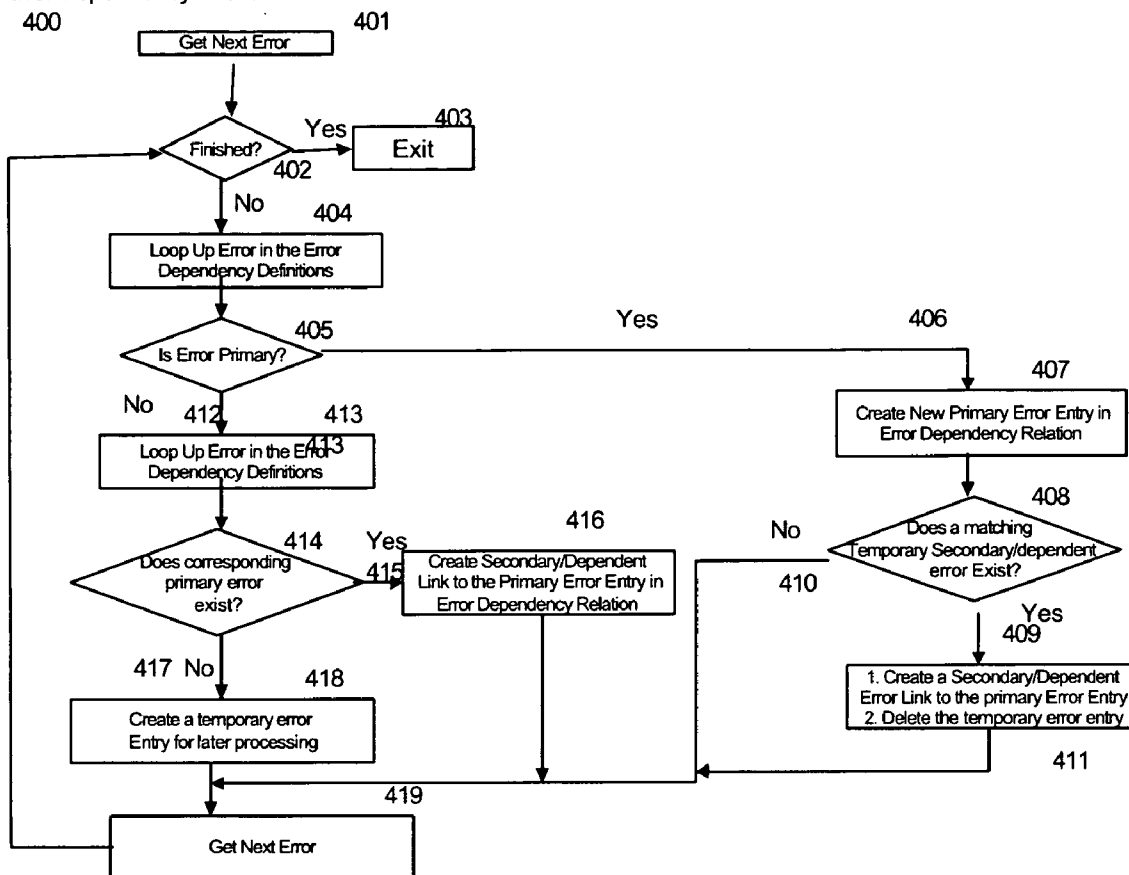 400
401
Get Next Error
403
Yes
Exit
Finished?
402
No
404
Loop Up Error in the Error
Dependency Definitions
405
Yes
406
Is Error Primary?
407
No
412
413
Create New Primary Error Entry in
Error Dependency Relation
413
Loop Up Error in the Error
Dependency Definitions
408
416
414
Yes
No
Does a matching
Temporary Secondary/dependent
error Exist?
Does corresponding
primary error
exist?
415
Create Secondary/Dependent
Link to the Primary Error Entry in
Error Dependency Relation
410
Yes
409
417
No
418
1. Create a Secondary/Dependent
Error Link to the primary Error Entry
2. Delete the temporary error entry
Create a temporary error
Entry for later processing
411
419
Get Next Error